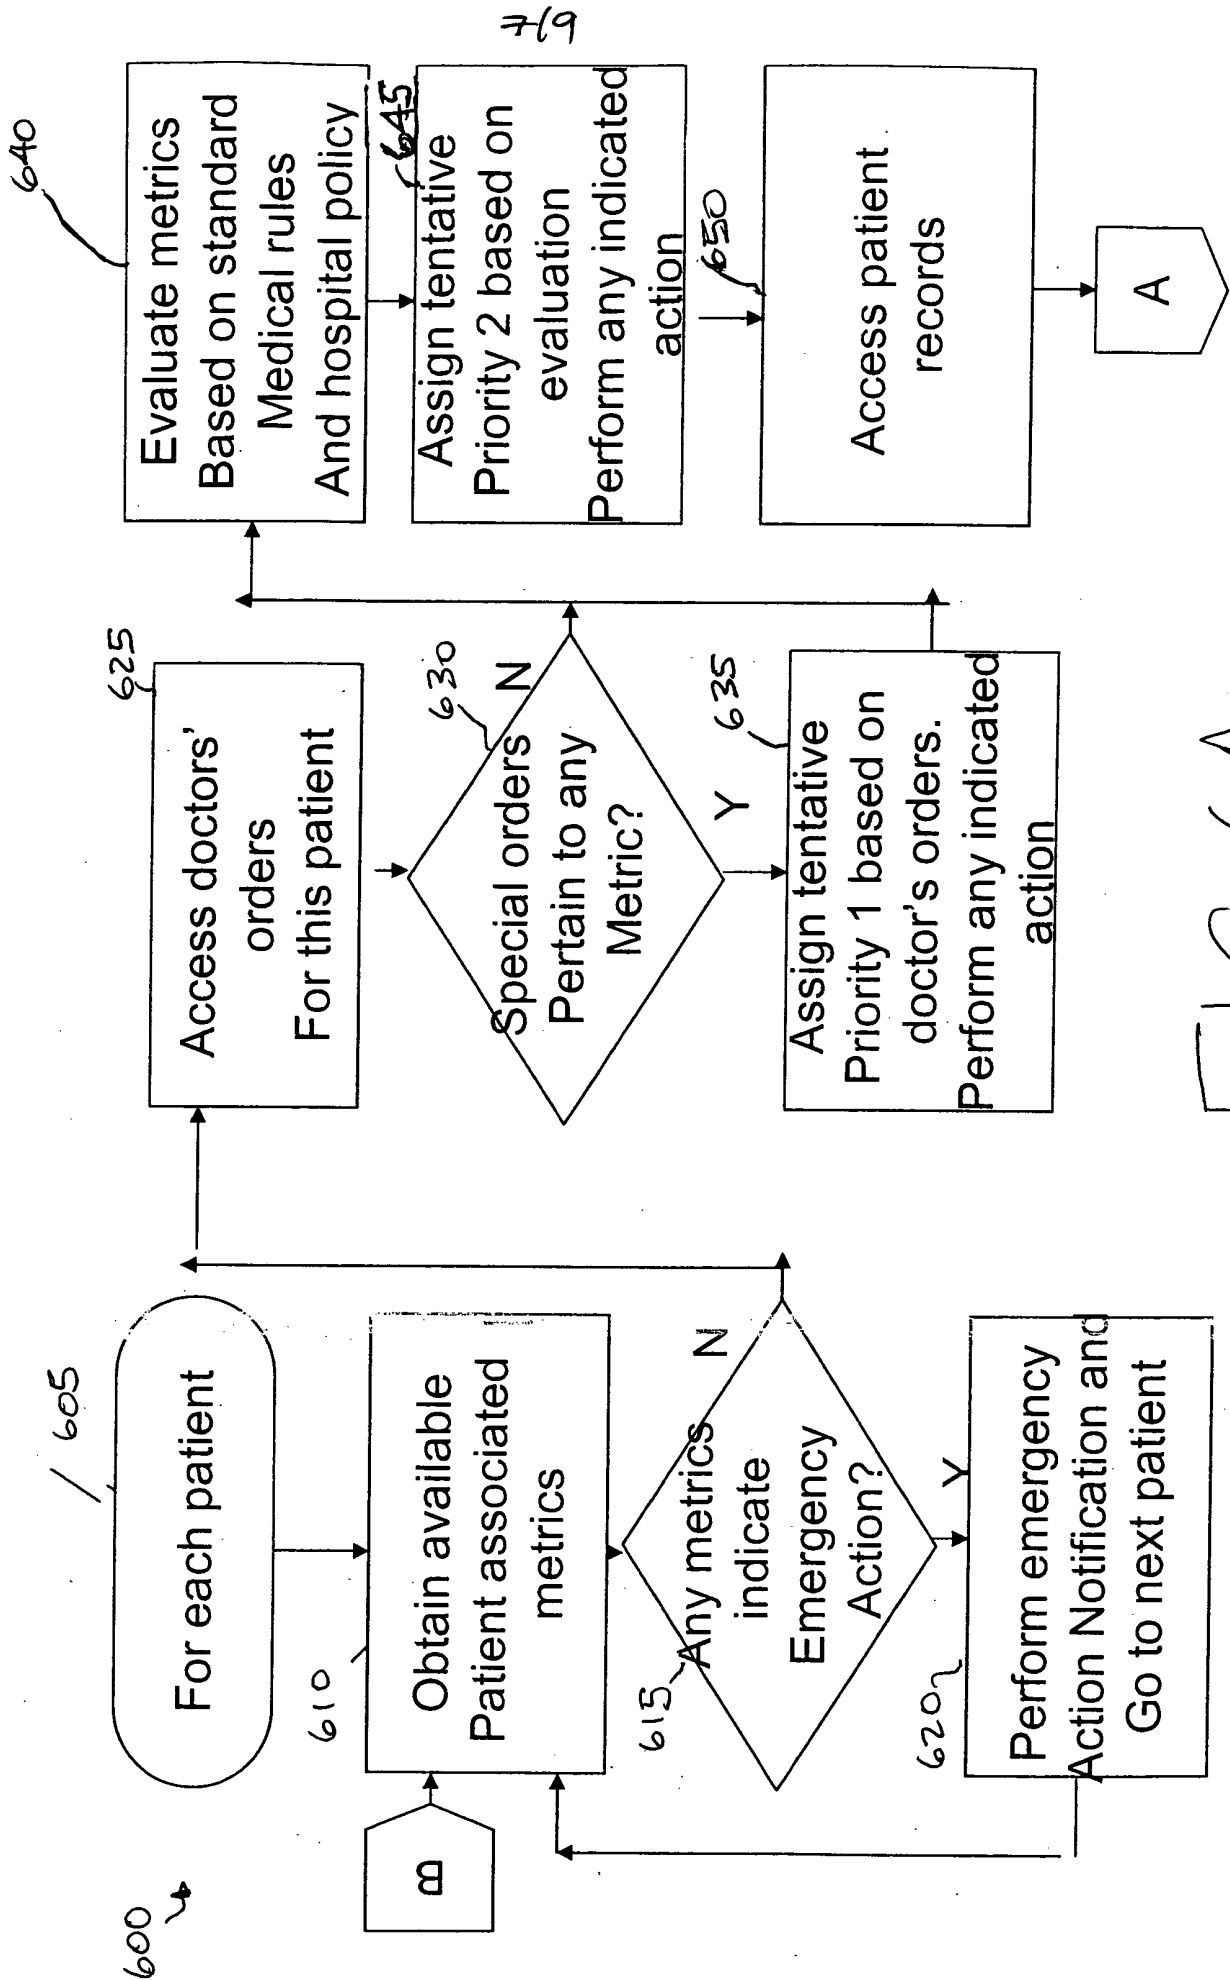 7/9
600
605
For each patient
B
610
Obtain available
Patient associated
metrics
615
Any metrics
indicate
Emergency
Action?
N
Y
620
Perform emergency
Action Notification and
Go to next patient
625
Access doctors'
orders
For this patient
630
Special orders
Pertain to any
Metric?
N
Y
635
Assign tentative
Priority 1 based on
doctor's orders.
Perform any indicated
action
640
Evaluate metrics
Based on standard
Medical rules
And hospital policy
645
Assign tentative
Priority 2 based on
evaluation
Perform any indicated
action
650
Access patient
records
A